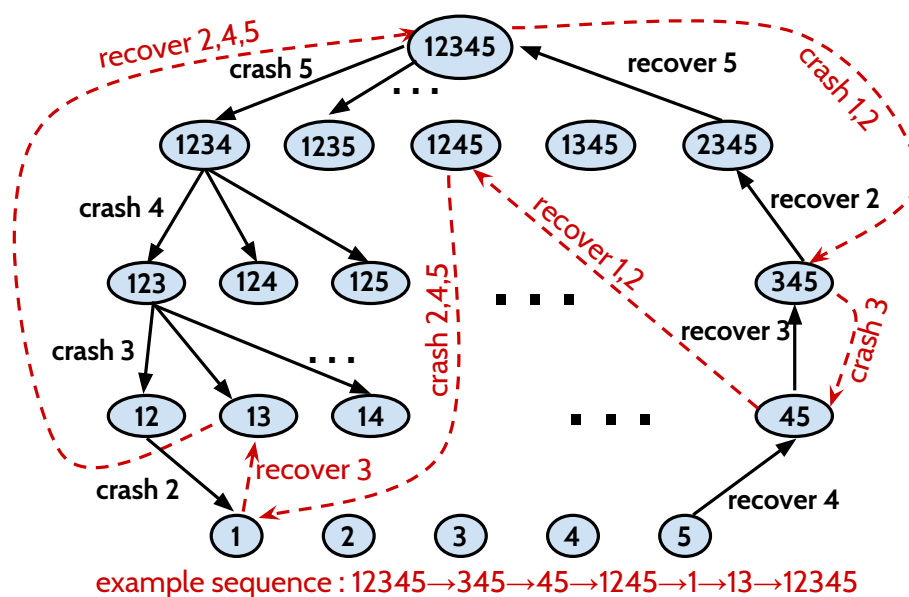 recover 2,4,5
12345
crash 5
recover 5
crash 1,2
...
1234
1235
1245
1345
2345
crash 4
recover 1,2
recover 2
123
124
125
...
345
crash 3
...
crash 2,4,5
recover 3
crash 3
12
13
14
...
45
crash 2
recover 3
recover 4
1
2
3
4
5
example sequence : 12345→345→45→1245→1→13→12345